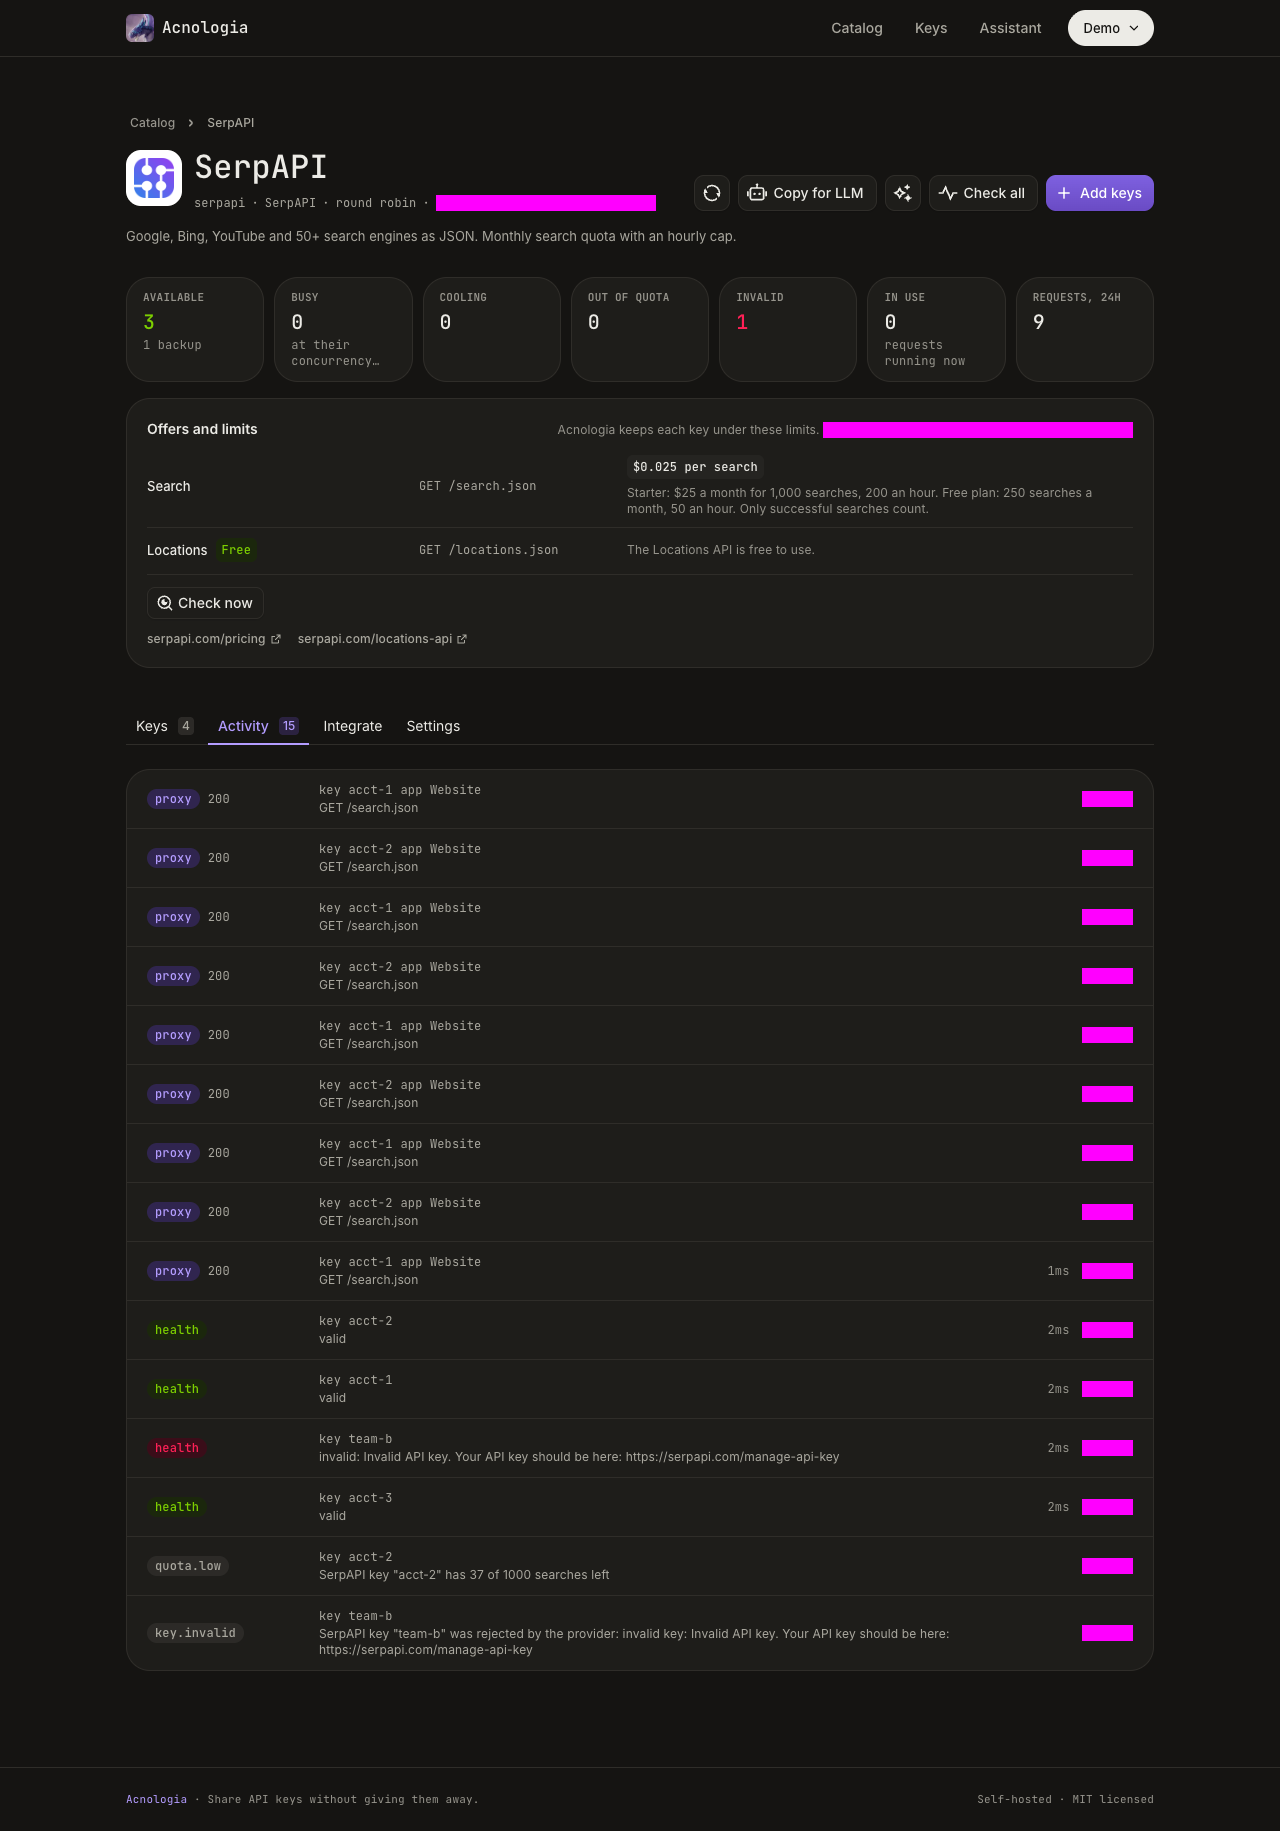 Acnologia
Catalog
Keys
Assistant
Demo
Catalog › SerpAPI
SerpAPI
serpapi · SerpAPI · round robin ·
Copy for LLM
Check all
Add keys
Google, Bing, YouTube and 50+ search engines as JSON. Monthly search quota with an hourly cap.
AVAILABLE
3
1 backup
BUSY
0
at their
concurrency…
COOLING
0
OUT OF QUOTA
0
INVALID
1
IN USE
0
requests
running now
REQUESTS, 24H
9
Offers and limits
Acnologia keeps each key under these limits.
Search
GET /search.json
$0.025 per search
Starter: $25 a month for 1,000 searches, 200 an hour. Free plan: 250 searches a
month, 50 an hour. Only successful searches count.
Locations Free
GET /locations.json
The Locations API is free to use.
Check now
serpapi.com/pricing
serpapi.com/locations-api
Keys 4
Activity 15
Integrate
Settings
proxy 200
key acct-1 app Website
GET /search.json
proxy 200
key acct-2 app Website
GET /search.json
proxy 200
key acct-1 app Website
GET /search.json
proxy 200
key acct-2 app Website
GET /search.json
proxy 200
key acct-1 app Website
GET /search.json
proxy 200
key acct-2 app Website
GET /search.json
proxy 200
key acct-1 app Website
GET /search.json
proxy 200
key acct-2 app Website
GET /search.json
proxy 200
key acct-1 app Website
GET /search.json
1ms
health
key acct-2
valid
2ms
health
key acct-1
valid
2ms
health
key team-b
invalid: Invalid API key. Your API key should be here: https://serpapi.com/manage-api-key
2ms
health
key acct-3
valid
2ms
quota.low
key acct-2
SerpAPI key "acct-2" has 37 of 1000 searches left
key.invalid
key team-b
SerpAPI key "team-b" was rejected by the provider: invalid key: Invalid API key. Your API key should be here:
https://serpapi.com/manage-api-key
Acnologia · Share API keys without giving them away.
Self-hosted · MIT licensed